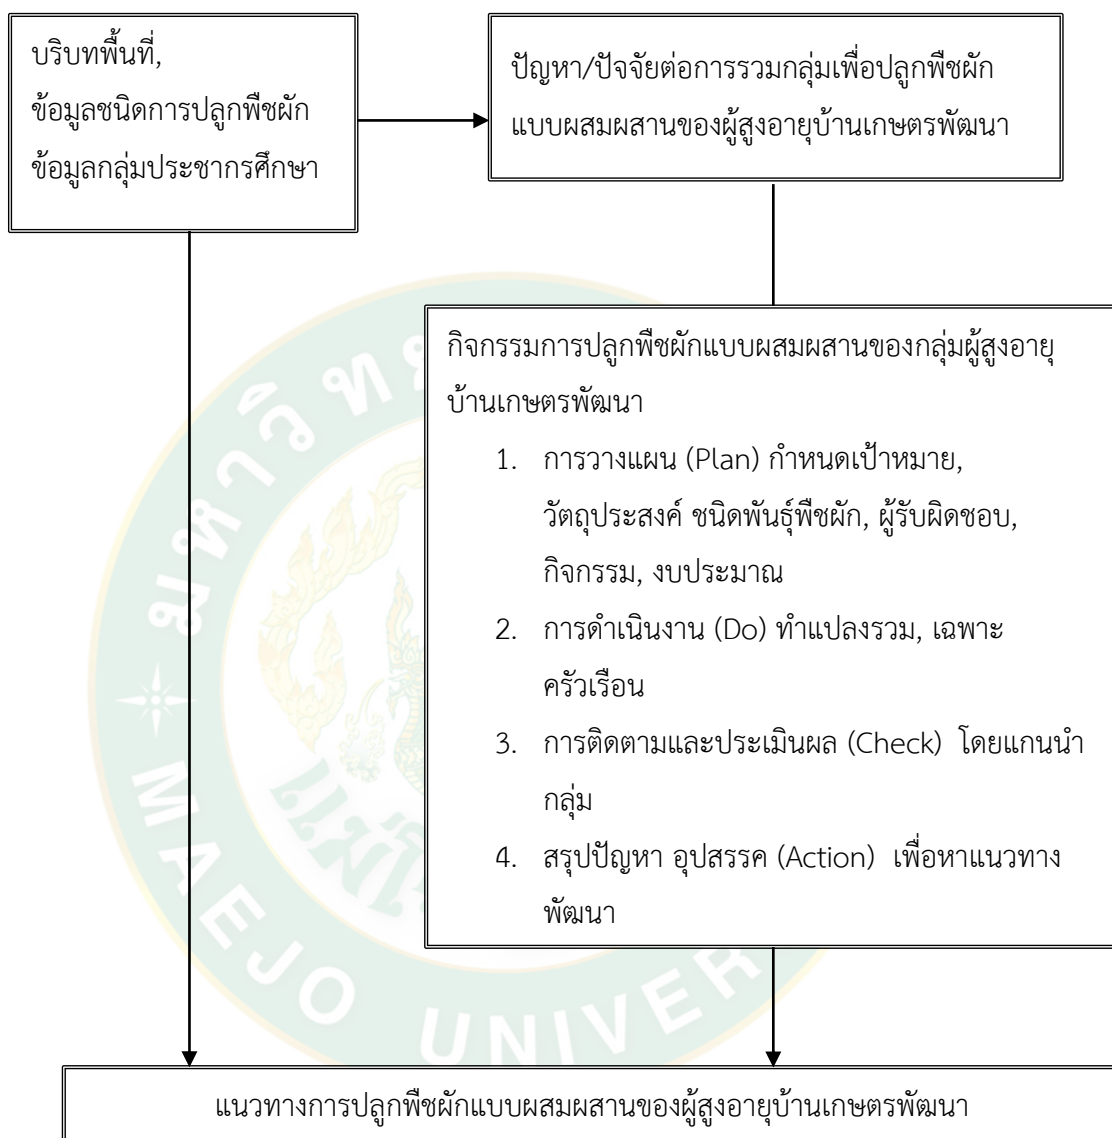 บริบทพื้นที่,
ข้อมูลชนิดการปลูกพืชผัก
ข้อมูลกลุ่มประชากรศึกษา
ปัญหา/ปัจจัยต่อการรวมกลุ่มเพื่อปลูกพืชผัก
แบบผสมผสานของผู้สูงอายุบ้านเกษตรพัฒนา
กิจกรรมการปลูกพืชผักแบบผสมผสานของกลุ่มผู้สูงอายุ
บ้านเกษตรพัฒนา
1. การวางแผน (Plan) กำหนดเป้าหมาย,
วัตถุประสงค์ ชนิดพันธุ์พืชผัก, ผู้รับผิดชอบ,
กิจกรรม, งบประมาณ
2. การดำเนินงาน (Do) ทำแปลงรวม, เฉพาะ
ครัวเรือน
3. การติดตามและประเมินผล (Check) โดยแกนนำ
กลุ่ม
4. สรุปปัญหา อุปสรรค (Action) เพื่อหาแนวทาง
พัฒนา
แนวทางการปลูกพืชผักแบบผสมผสานของผู้สูงอายุบ้านเกษตรพัฒนา
มหาวิทย
MAEJO UNIVER